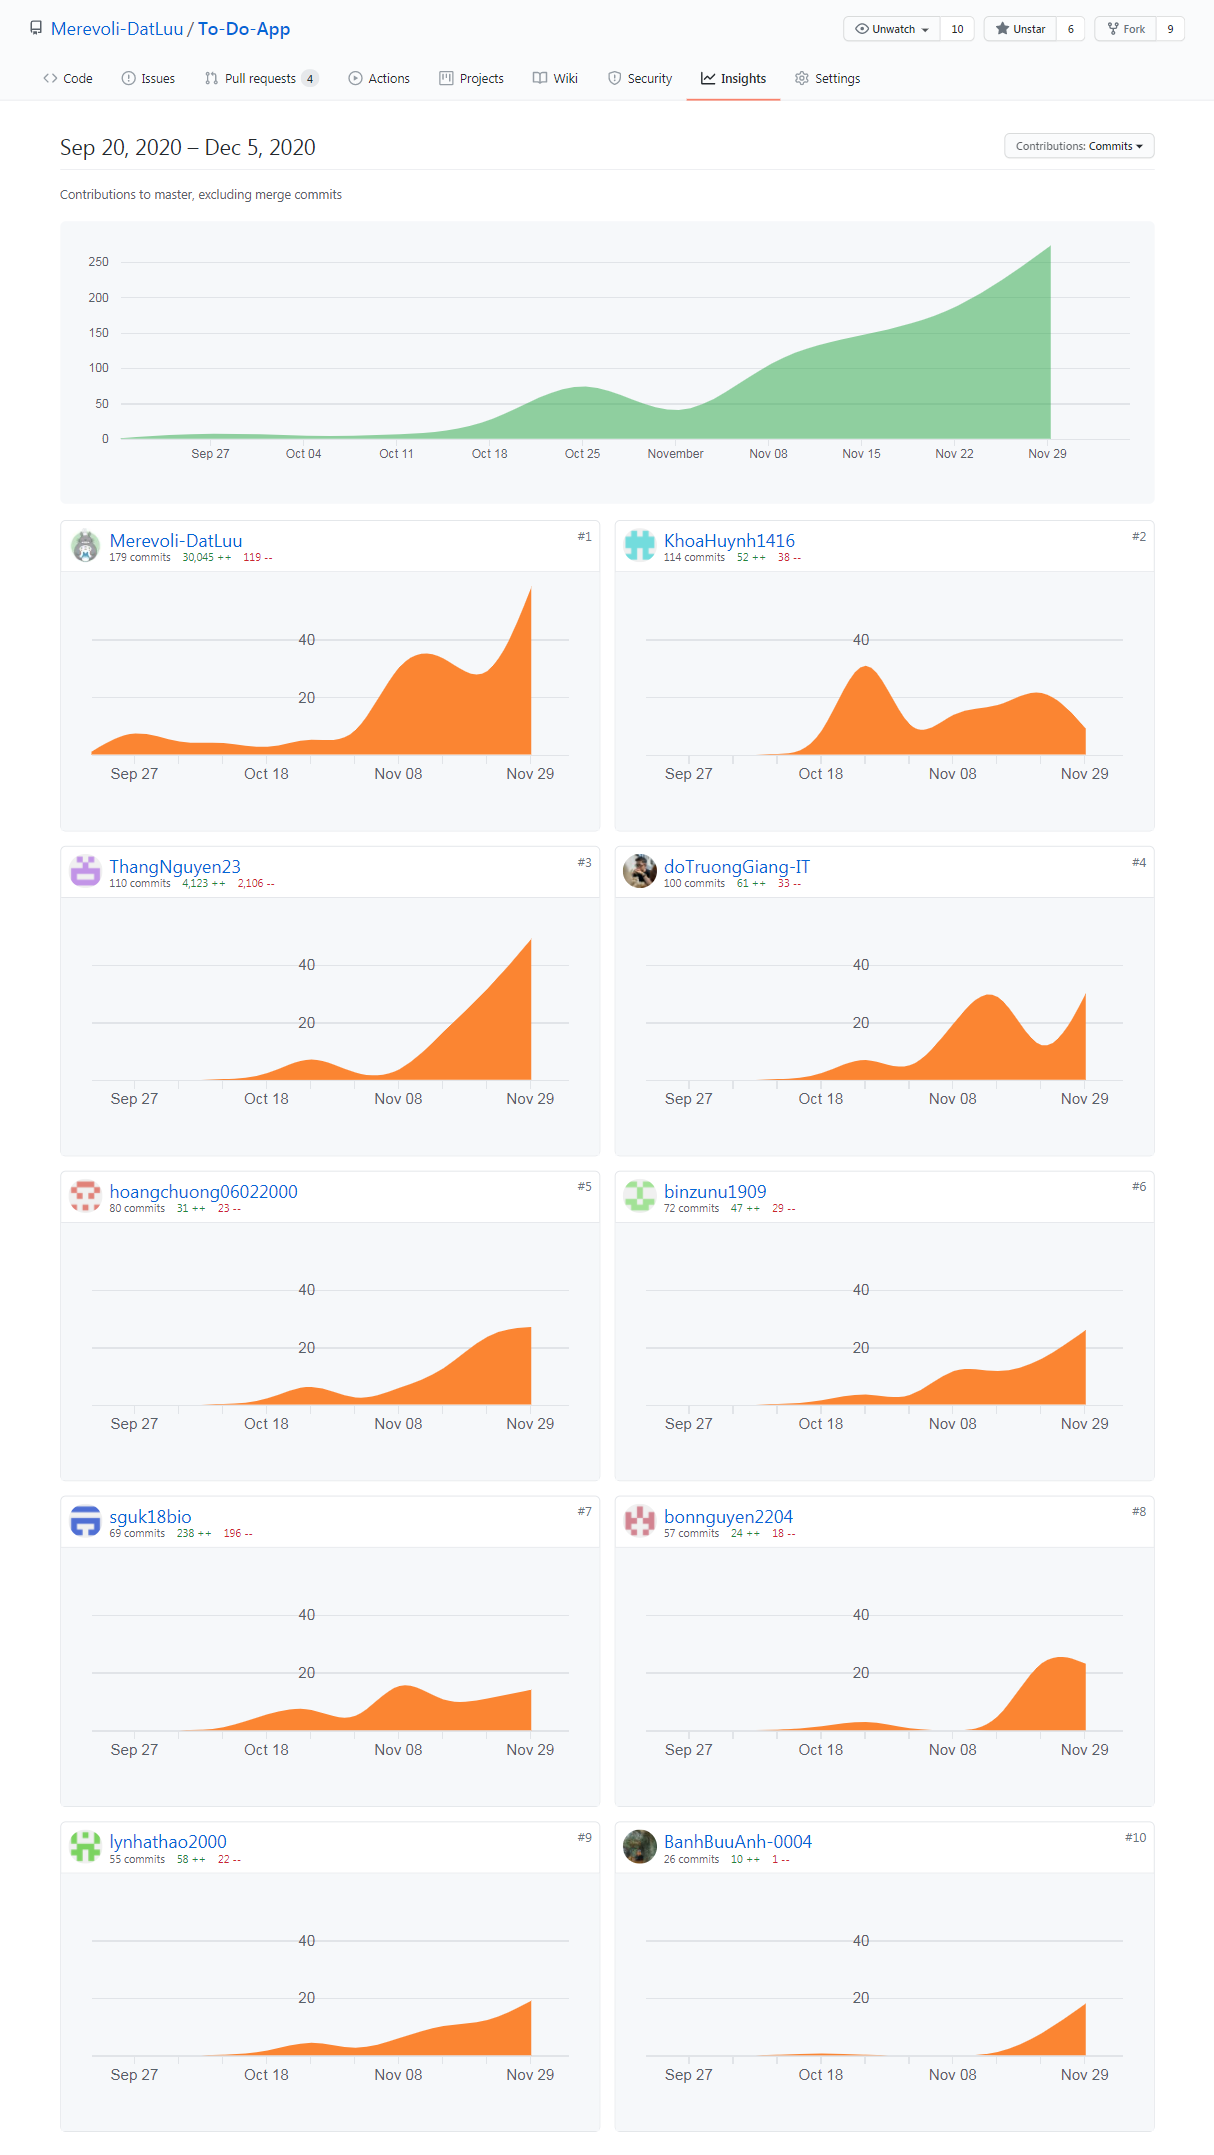 Merevoli-DatLuu / To-Do-App
Unwatch 10 Unstar 6 Fork 9
Code Issues Pull requests 4 Actions Projects Wiki Security Insights Settings
Sep 20, 2020 – Dec 5, 2020
Contributions: Commits
Contributions to master, excluding merge commits
250
200
150
100
50
0
Sep 27 Oct 04 Oct 11 Oct 18 Oct 25 November Nov 08 Nov 15 Nov 22 Nov 29
Merevoli-DatLuu #1
179 commits 30,045 ++ 119 --
40
20
Sep 27 Oct 18 Nov 08 Nov 29
KhoaHuynh1416 #2
114 commits 52 ++ 38 --
40
20
Sep 27 Oct 18 Nov 08 Nov 29
ThangNguyen23 #3
110 commits 4,123 ++ 2,106 --
40
20
Sep 27 Oct 18 Nov 08 Nov 29
doTruongGiang-IT #4
100 commits 61 ++ 33 --
40
20
Sep 27 Oct 18 Nov 08 Nov 29
hoangchuong06022000 #5
80 commits 31 ++ 23 --
40
20
Sep 27 Oct 18 Nov 08 Nov 29
binzunu1909 #6
72 commits 47 ++ 29 --
40
20
Sep 27 Oct 18 Nov 08 Nov 29
sguk18bio #7
69 commits 238 ++ 196 --
40
20
Sep 27 Oct 18 Nov 08 Nov 29
bonnguyen2204 #8
57 commits 24 ++ 18 --
40
20
Sep 27 Oct 18 Nov 08 Nov 29
lynhathao2000 #9
55 commits 58 ++ 22 --
40
20
Sep 27 Oct 18 Nov 08 Nov 29
BanhBuuAnh-0004 #10
26 commits 10 ++ 1 --
40
20
Sep 27 Oct 18 Nov 08 Nov 29